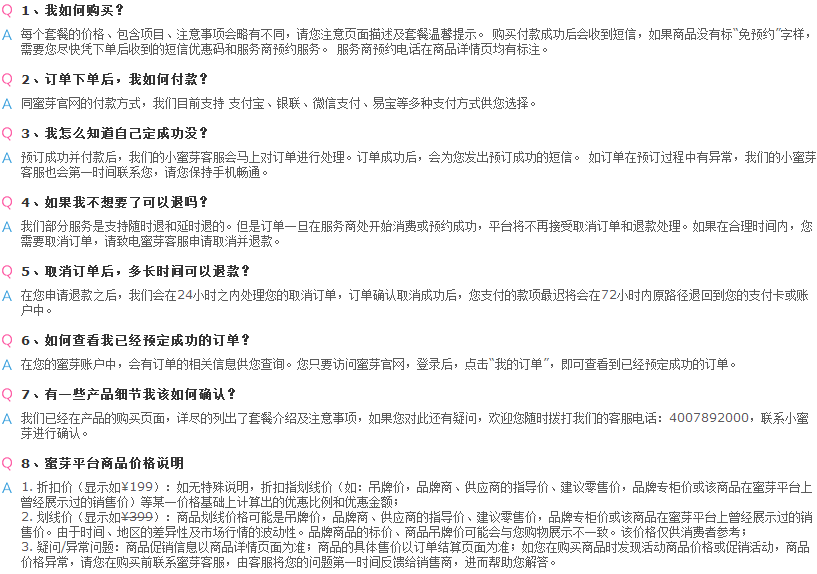 Q 1、我如何购买？
A 每个套餐的价格、包含项目、注意事项会略有不同，请您注意页面描述及套餐温馨提示。 购买付款成功后会收到短信，如果商品没有标“免预约”字样，
需要您尽快凭下单后收到的短信优惠码和服务商预约服务。 服务商预约电话在商品详情页均有标注。
Q 2、订单下单后，我如何付款？
A 同蜜芽官网的付款方式，我们目前支持 支付宝、银联、微信支付、易宝等多种支付方式供您选择。
Q 3、我怎么知道自己定成功没？
A 预订成功并付款后，我们的小蜜芽客服会马上对订单进行处理。订单成功后，会为您发出预订成功的短信。 如订单在预订过程中有异常，我们的小蜜芽
客服也会第一时间联系您，请您保持手机畅通。
Q 4、如果我不想要了可以退吗？
A 我们部分服务是支持随时退和延时退的。但是订单一旦在服务商处开始消费或预约成功，平台将不再接受取消订单和退款处理。如果在合理时间内，您
需要取消订单，请致电蜜芽客服申请取消并退款。
Q 5、取消订单后，多长时间可以退款？
A 在您申请退款之后，我们会在24小时之内处理您的取消订单，订单确认取消成功后，您支付的款项最迟将会在72小时内原路径退回到您的支付卡或账
户中。
Q 6、如何查看我已经预定成功的订单？
A 在您的蜜芽账户中，会有订单的相关信息供您查询。您只要访问蜜芽官网，登录后，点击“我的订单”，即可查看到已经预定成功的订单。
Q 7、有一些产品细节我该如何确认？
A 我们已经在产品的购买页面，详尽的列出了套餐介绍及注意事项，如果您对此还有疑问，欢迎您随时拨打我们的客服电话：4007892000，联系小蜜
芽进行确认。
Q 8、蜜芽平台商品价格说明
A 1. 折扣价（显示如¥199）：如无特殊说明，折扣指划线价（如：吊牌价，品牌商、供应商的指导价、建议零售价，品牌专柜价或该商品在蜜芽平台上
曾经展示过的销售价）等某一价格基础上计算出的优惠比例和优惠金额；
2. 划线价（显示如¥399）：商品划线价格可能是吊牌价，品牌商、供应商的指导价、建议零售价，品牌专柜价或该商品在蜜芽平台上曾经展示过的销
售价。由于时间、地区的差异性及市场行情的波动性。品牌商品的标价、商品吊牌价可能会与您购物展示不一致。该价格仅供消费者参考；
3. 疑问/异常问题：商品促销信息以商品详情页面为准；商品的具体售价以订单结算页面为准；如您在购买商品时发现活动商品价格或促销活动，商品
价格异常，请您在购买前联系蜜芽客服，由客服将您的问题第一时间反馈给销售商，进而帮助您解答。